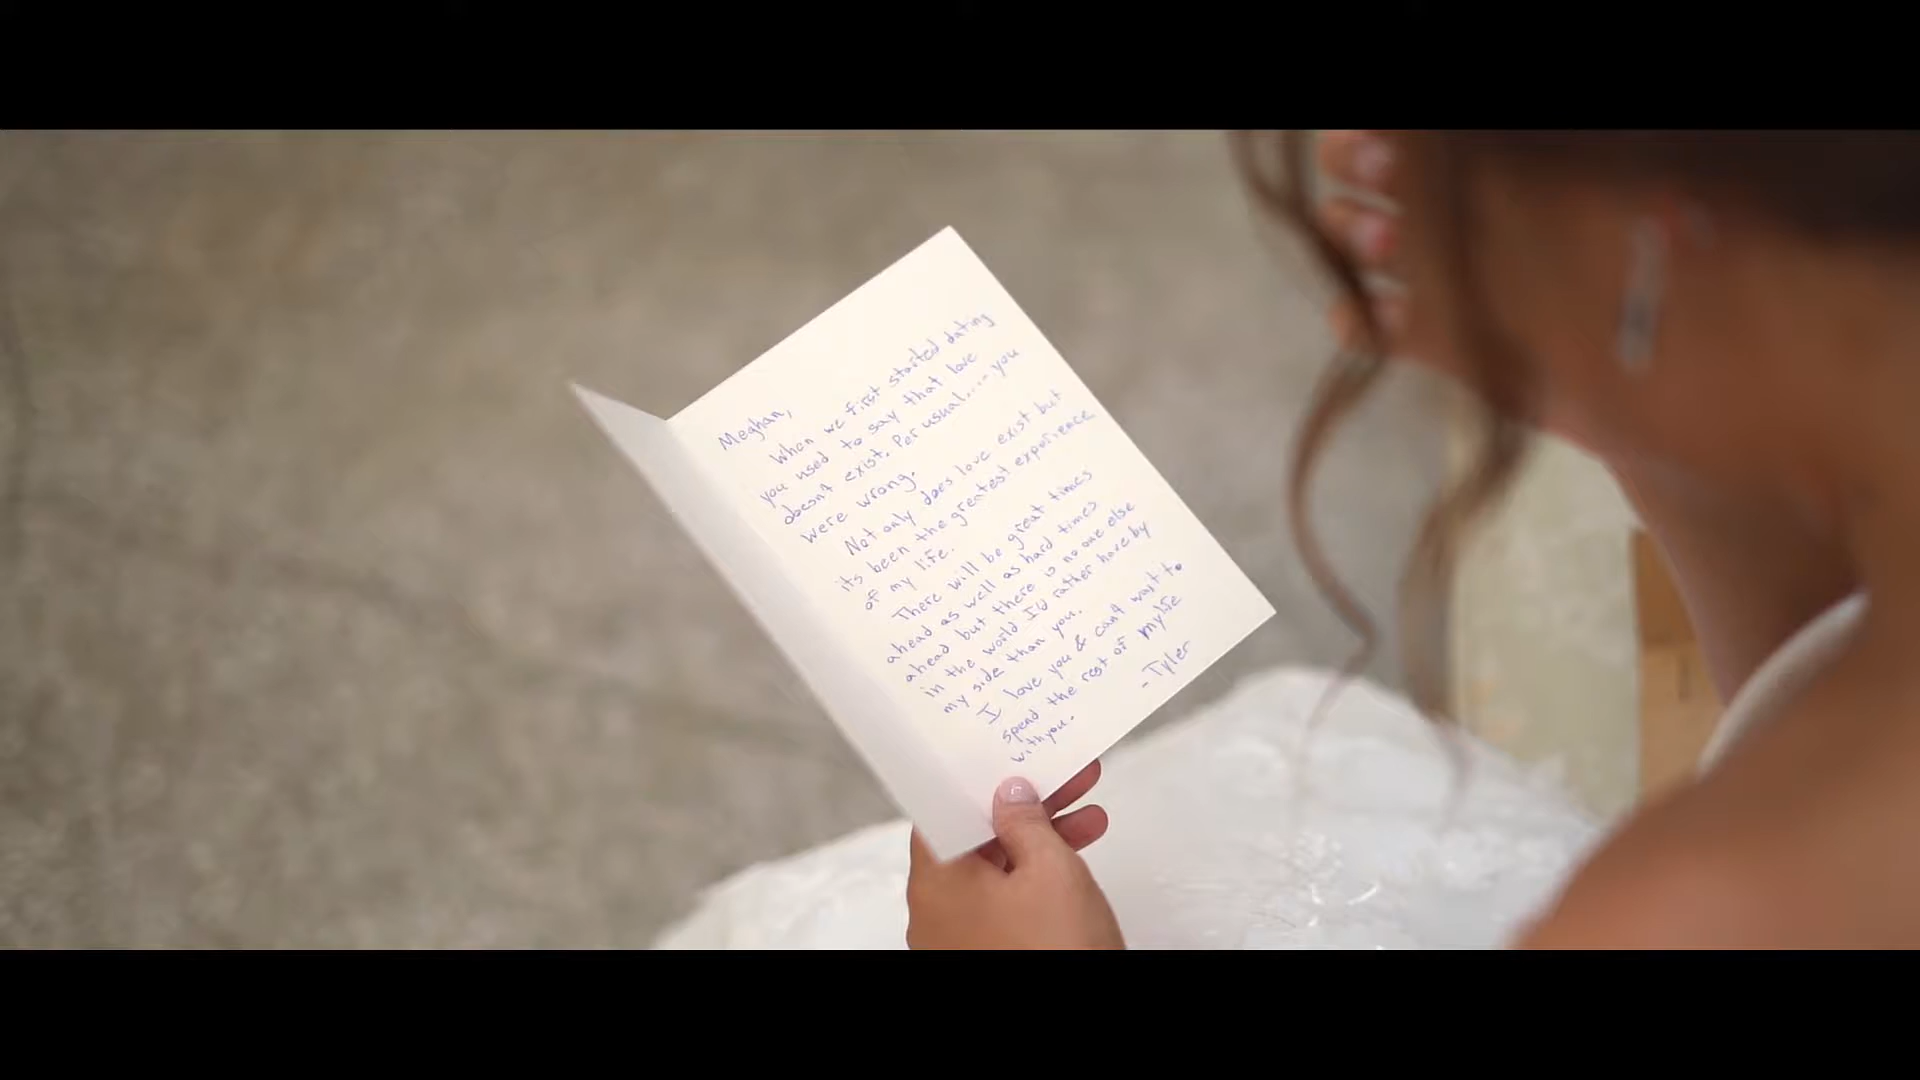 Meghan,
When we first started dating
you used to say that love
doesn't exist. Per usual.... you
were wrong.
Not only does love exist but
its been the greatest experience
of my life.
There will be great times
ahead as well as hard times
ahead but there is no one else
in the world I'd rather have by
my side than you.
I love you & can't wait to
spend the rest of my life
with you.
-Tyler